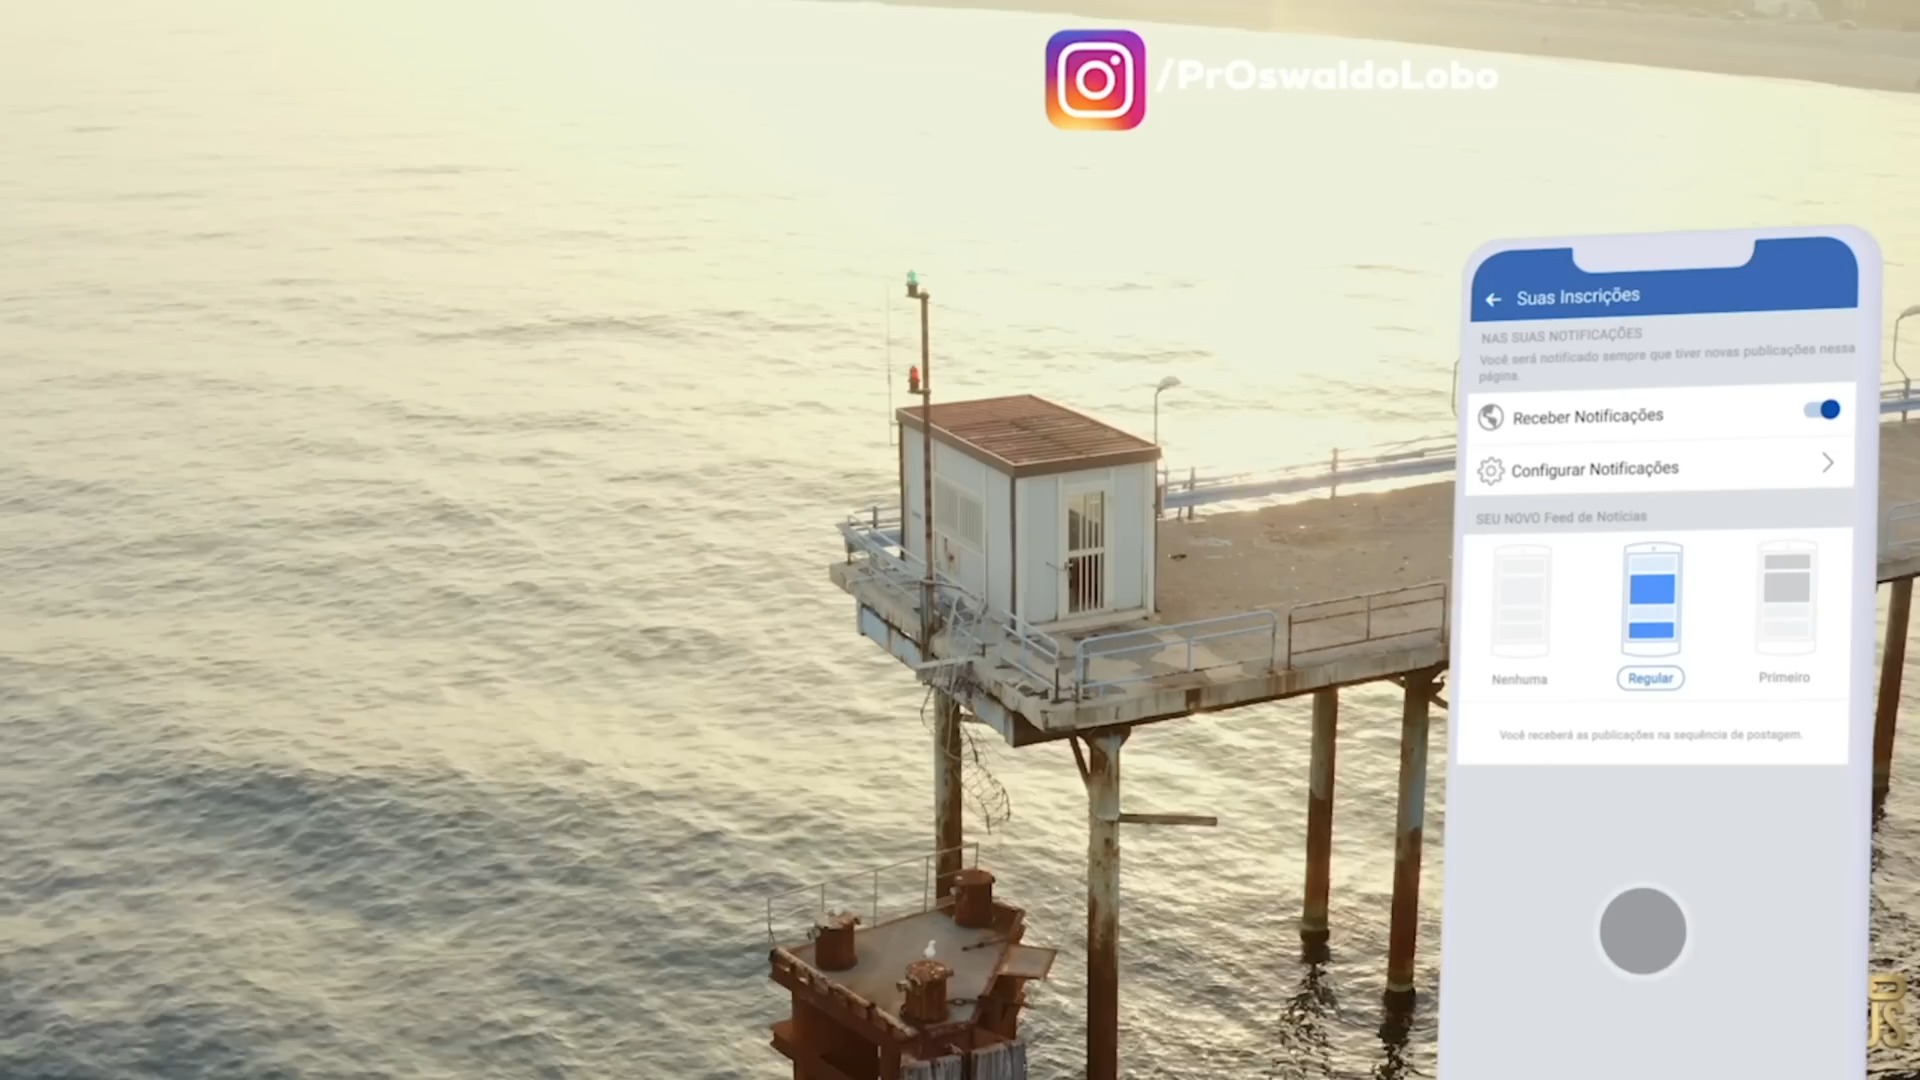 /PrOswaldoLobo
Suas Inscrições
NAS SUAS NOTIFICAÇÕES
Você será notificado sempre que tiver novas publicações nessa
página.
Receber Notificações
Configurar Notificações
SEU NOVO Feed de Notícias
Nenhuma
Regular
Primeiro
Você receberá as publicações na sequência de postagem.